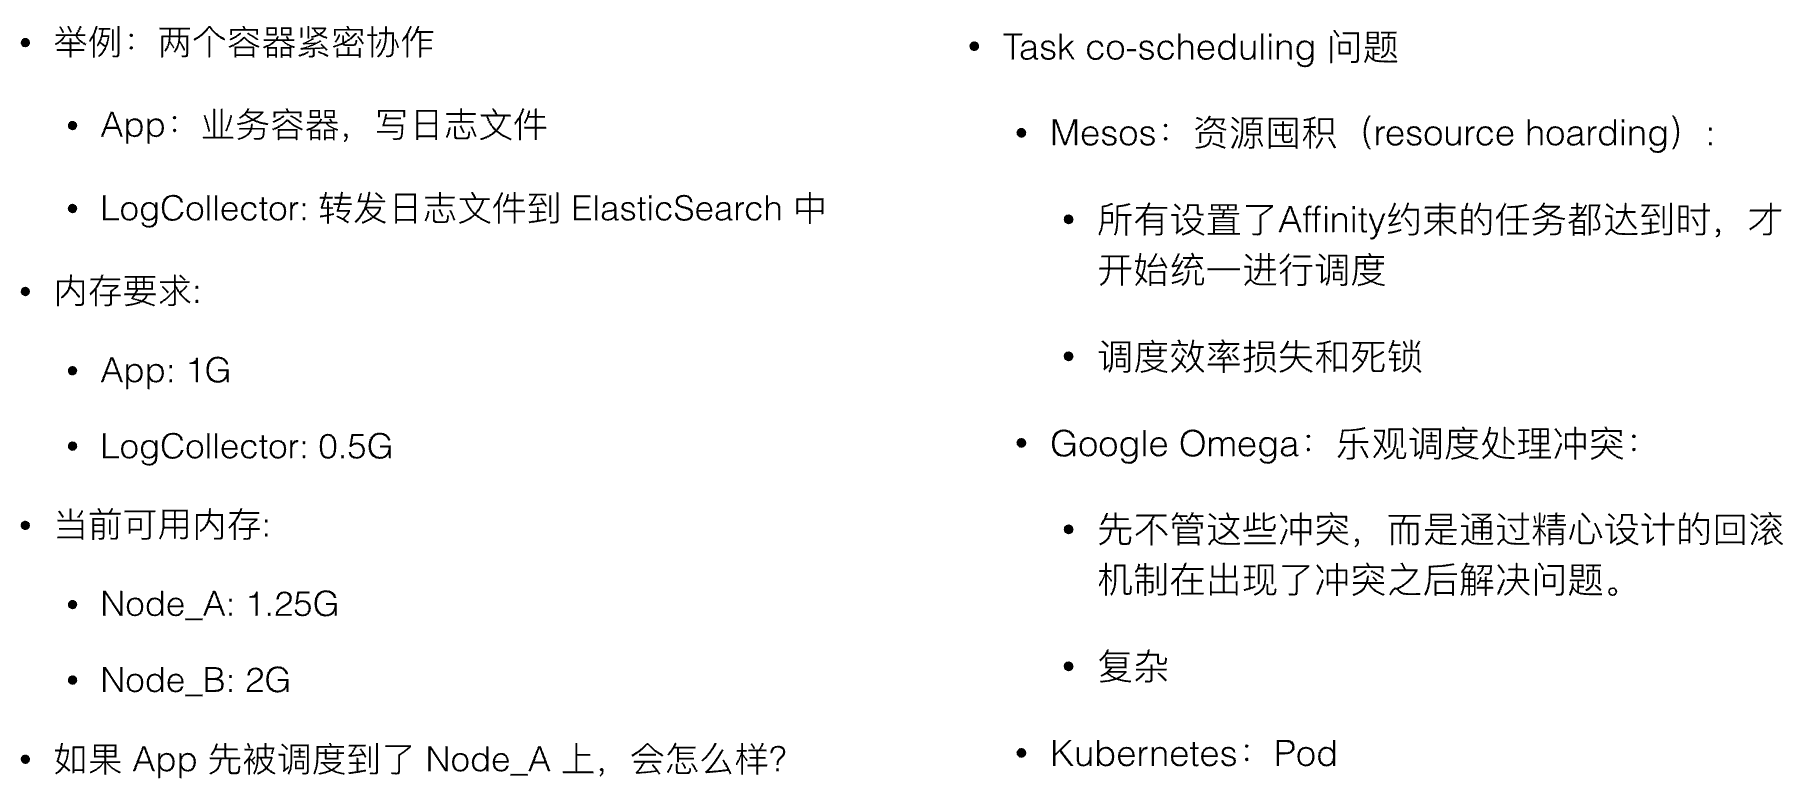 • 举例：两个容器紧密协作
• App：业务容器，写日志文件
• LogCollector: 转发日志文件到 ElasticSearch 中
• 内存要求:
• App: 1G
• LogCollector: 0.5G
• 当前可用内存:
• Node_A: 1.25G
• Node_B: 2G
• 如果 App 先被调度到了 Node_A 上，会怎么样?
• Task co-scheduling 问题
• Mesos：资源囤积（resource hoarding）:
• 所有设置了Affinity约束的任务都达到时，才
开始统一进行调度
• 调度效率损失和死锁
• Google Omega：乐观调度处理冲突：
• 先不管这些冲突，而是通过精心设计的回滚
机制在出现了冲突之后解决问题。
• 复杂
• Kubernetes：Pod